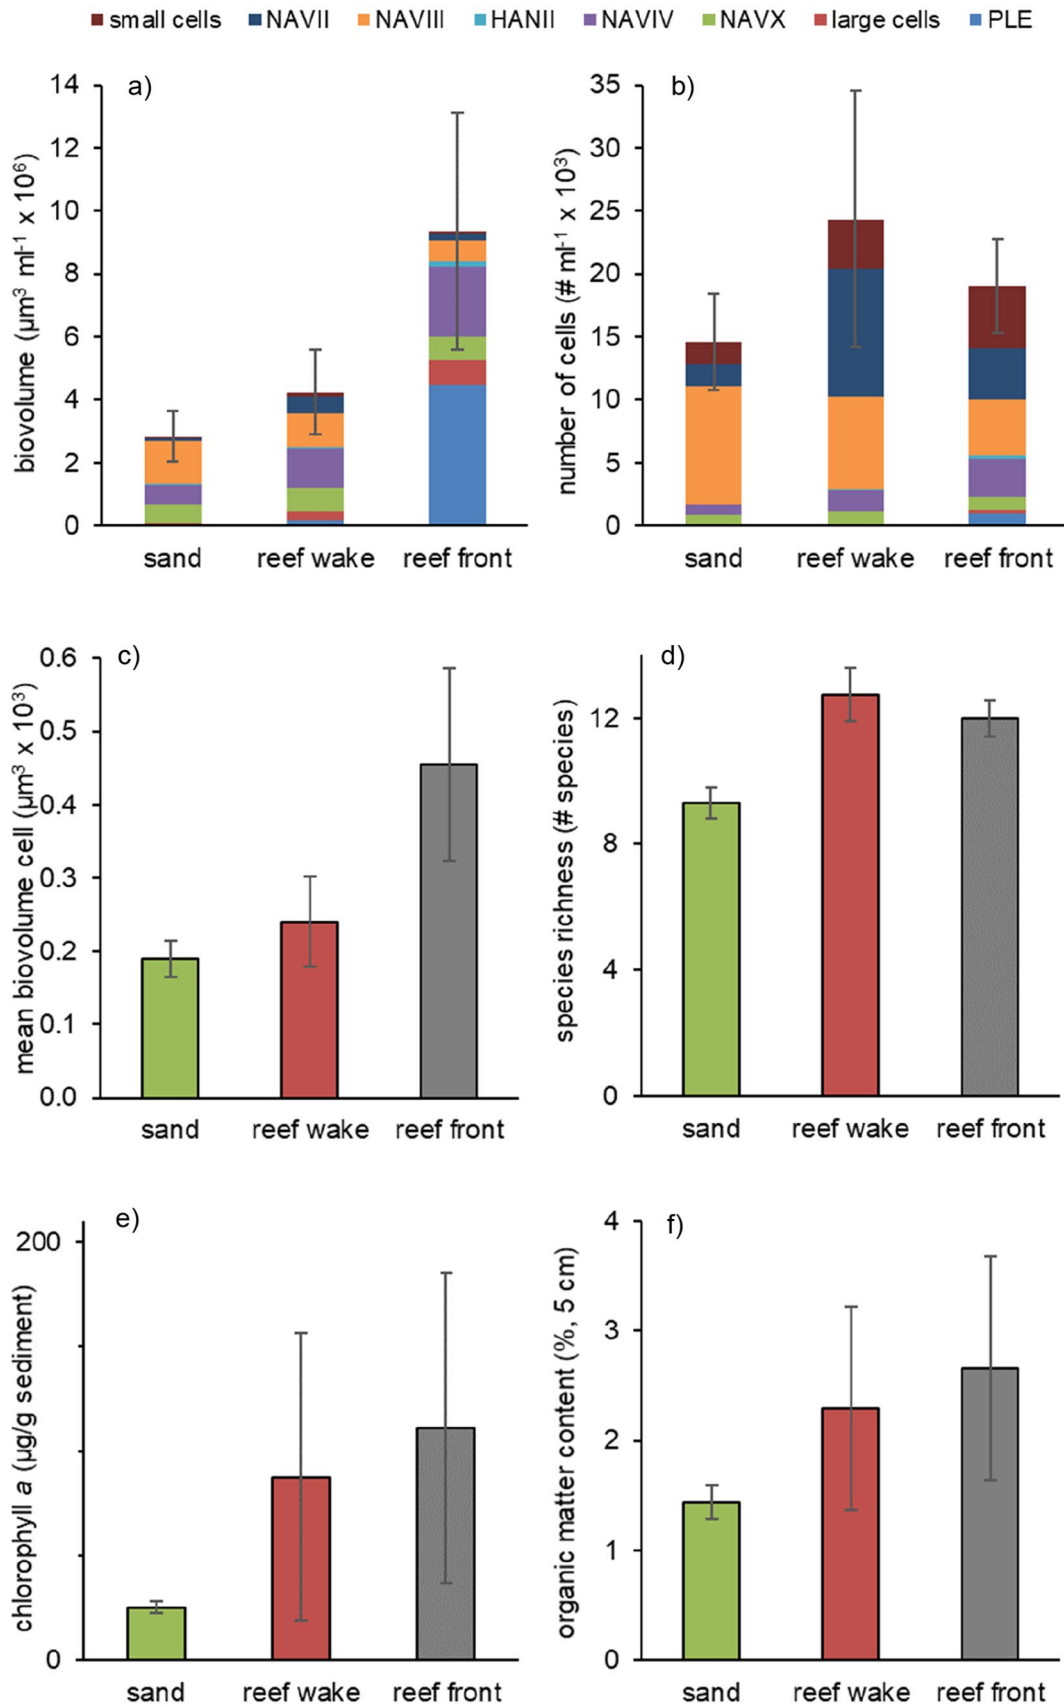 small cells NAVII NAVIII HANII NAVIV NAVX large cells PLE
a)
biovolume (µm³ ml⁻¹ x 10⁶)
14
12
10
8
6
4
2
0
sand reef wake reef front
b)
number of cells (# ml⁻¹ x 10³)
35
30
25
20
15
10
5
0
sand reef wake reef front
c)
mean biovolume cell (µm³ x 10³)
0.6
0.5
0.4
0.3
0.2
0.1
0.0
sand reef wake reef front
d)
species richness (# species)
12
8
4
0
sand reef wake reef front
e)
chlorophyll a (µg/g sediment)
200
0
sand reef wake reef front
f)
organic matter content (%, 5 cm)
4
3
2
1
0
sand reef wake reef front